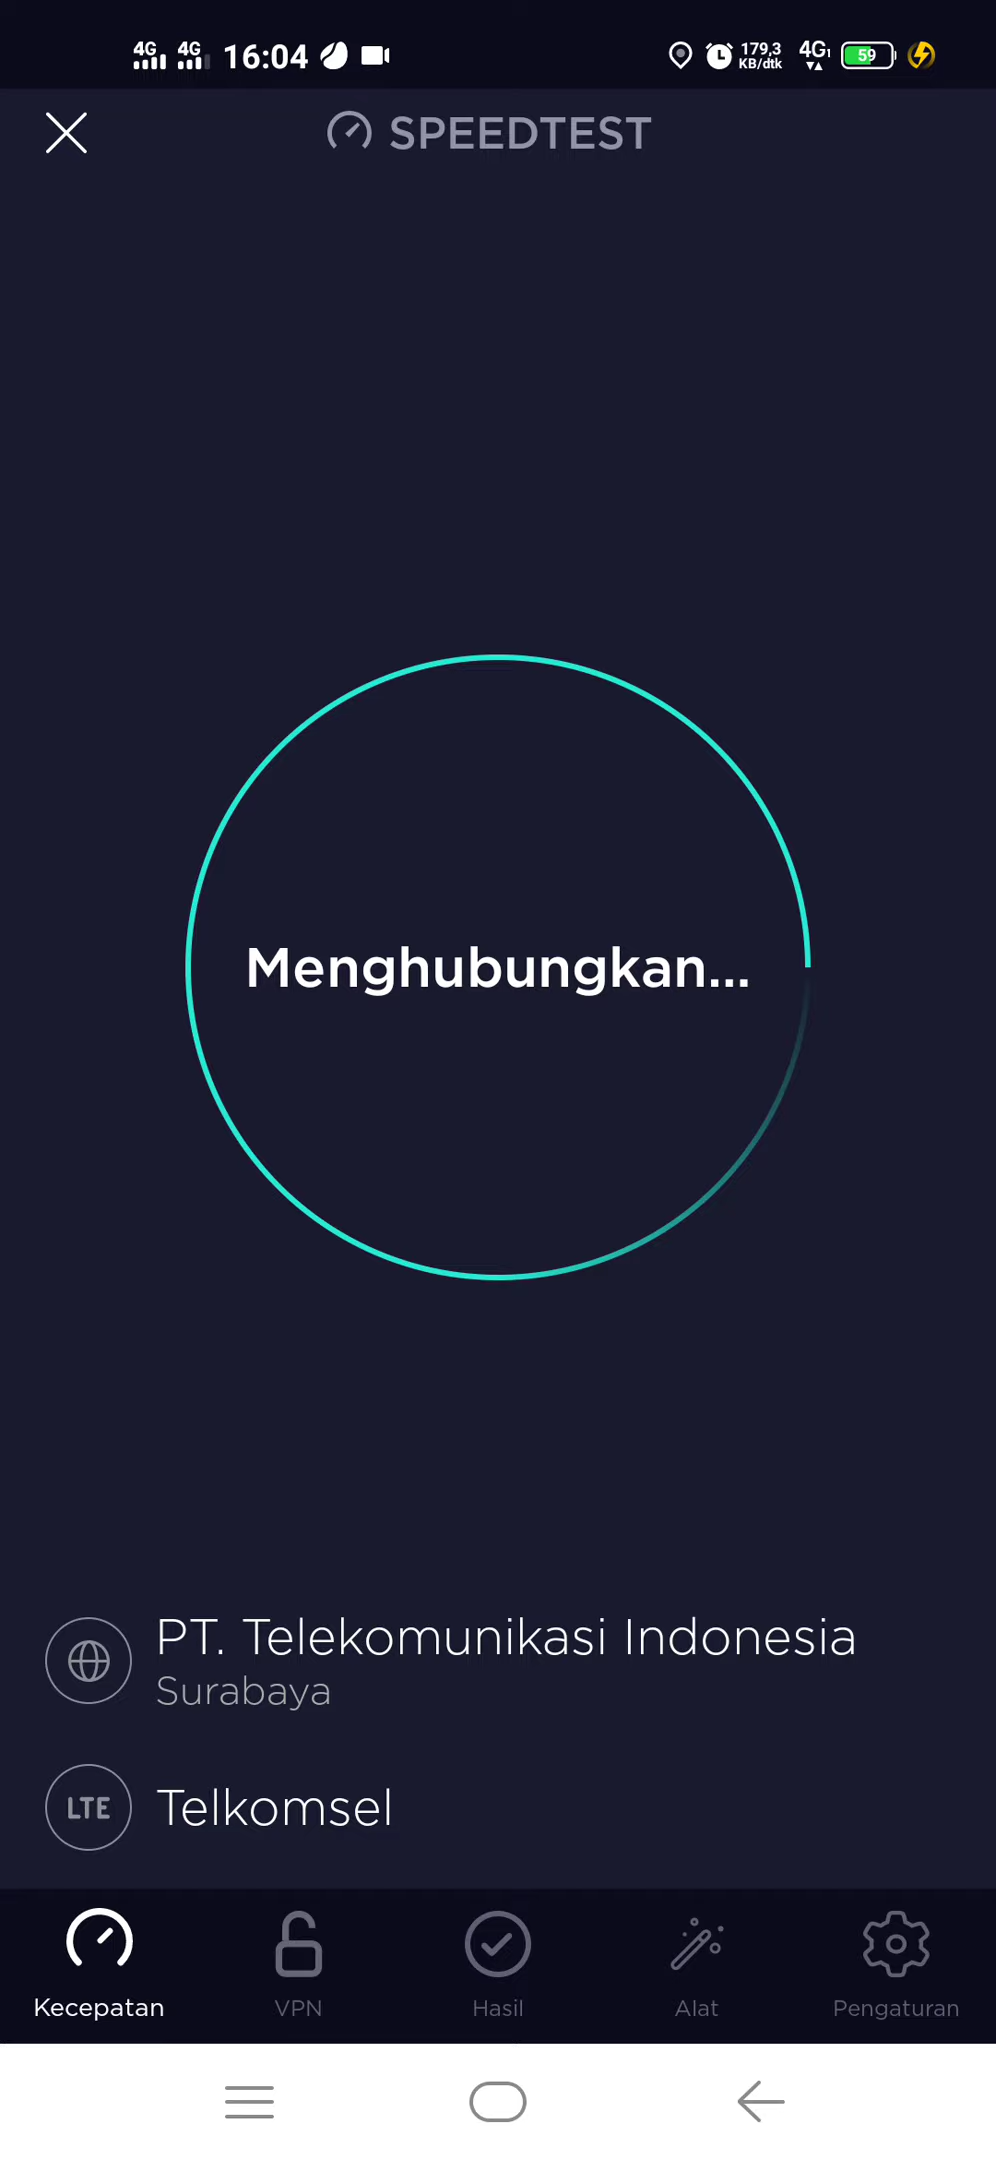 4G 4G 16:04 179,3 KB/dtk 4G1 59
SPEEDTEST
Menghubungkan...
PT. Telekomunikasi Indonesia
Surabaya
LTE Telkomsel
Kecepatan VPN Hasil Alat Pengaturan